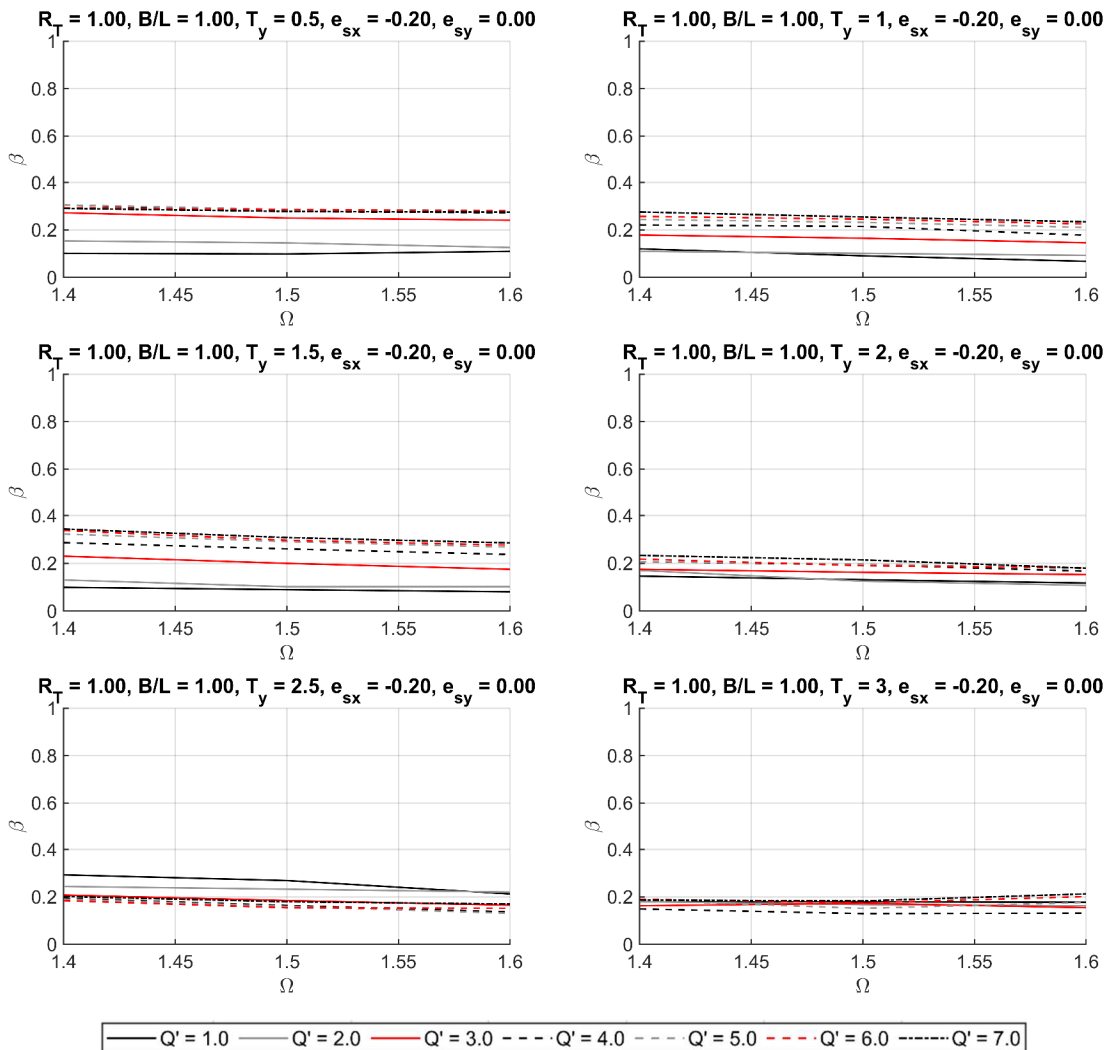 R_T = 1.00, B/L = 1.00, T_y = 0.5, e_sx = -0.20, e_sy = 0.00
1
0.8
0.6
0.4
0.2
0
β
1.4 1.45 1.5 1.55 1.6
Ω
R_T = 1.00, B/L = 1.00, T_y = 1, e_sx = -0.20, e_sy = 0.00
1
0.8
0.6
0.4
0.2
0
β
1.4 1.45 1.5 1.55 1.6
Ω
R_T = 1.00, B/L = 1.00, T_y = 1.5, e_sx = -0.20, e_sy = 0.00
1
0.8
0.6
0.4
0.2
0
β
1.4 1.45 1.5 1.55 1.6
Ω
R_T = 1.00, B/L = 1.00, T_y = 2, e_sx = -0.20, e_sy = 0.00
1
0.8
0.6
0.4
0.2
0
β
1.4 1.45 1.5 1.55 1.6
Ω
R_T = 1.00, B/L = 1.00, T_y = 2.5, e_sx = -0.20, e_sy = 0.00
1
0.8
0.6
0.4
0.2
0
β
1.4 1.45 1.5 1.55 1.6
Ω
R_T = 1.00, B/L = 1.00, T_y = 3, e_sx = -0.20, e_sy = 0.00
1
0.8
0.6
0.4
0.2
0
β
1.4 1.45 1.5 1.55 1.6
Ω
Q' = 1.0 Q' = 2.0 Q' = 3.0 Q' = 4.0 Q' = 5.0 Q' = 6.0 Q' = 7.0